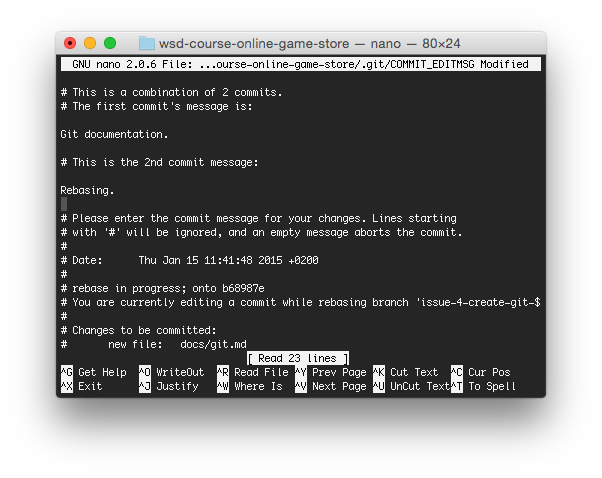 wsd-course-online-game-store — nano — 80×24
GNU nano 2.0.6 File: ...ourse-online-game-store/.git/COMMIT_EDITMSG Modified
# This is a combination of 2 commits.
# The first commit's message is:
Git documentation.
# This is the 2nd commit message:
Rebasing.
# Please enter the commit message for your changes. Lines starting
# with '#' will be ignored, and an empty message aborts the commit.
#
# Date:      Thu Jan 15 11:41:48 2015 +0200
#
# rebase in progress; onto b68987e
# You are currently editing a commit while rebasing branch 'issue-4-create-git-$
#
# Changes to be committed:
#       new file:   docs/git.md
[ Read 23 lines ]
^G Get Help  ^O WriteOut  ^R Read File ^Y Prev Page ^K Cut Text  ^C Cur Pos
^X Exit      ^J Justify   ^W Where Is  ^V Next Page ^U UnCut Text^T To Spell